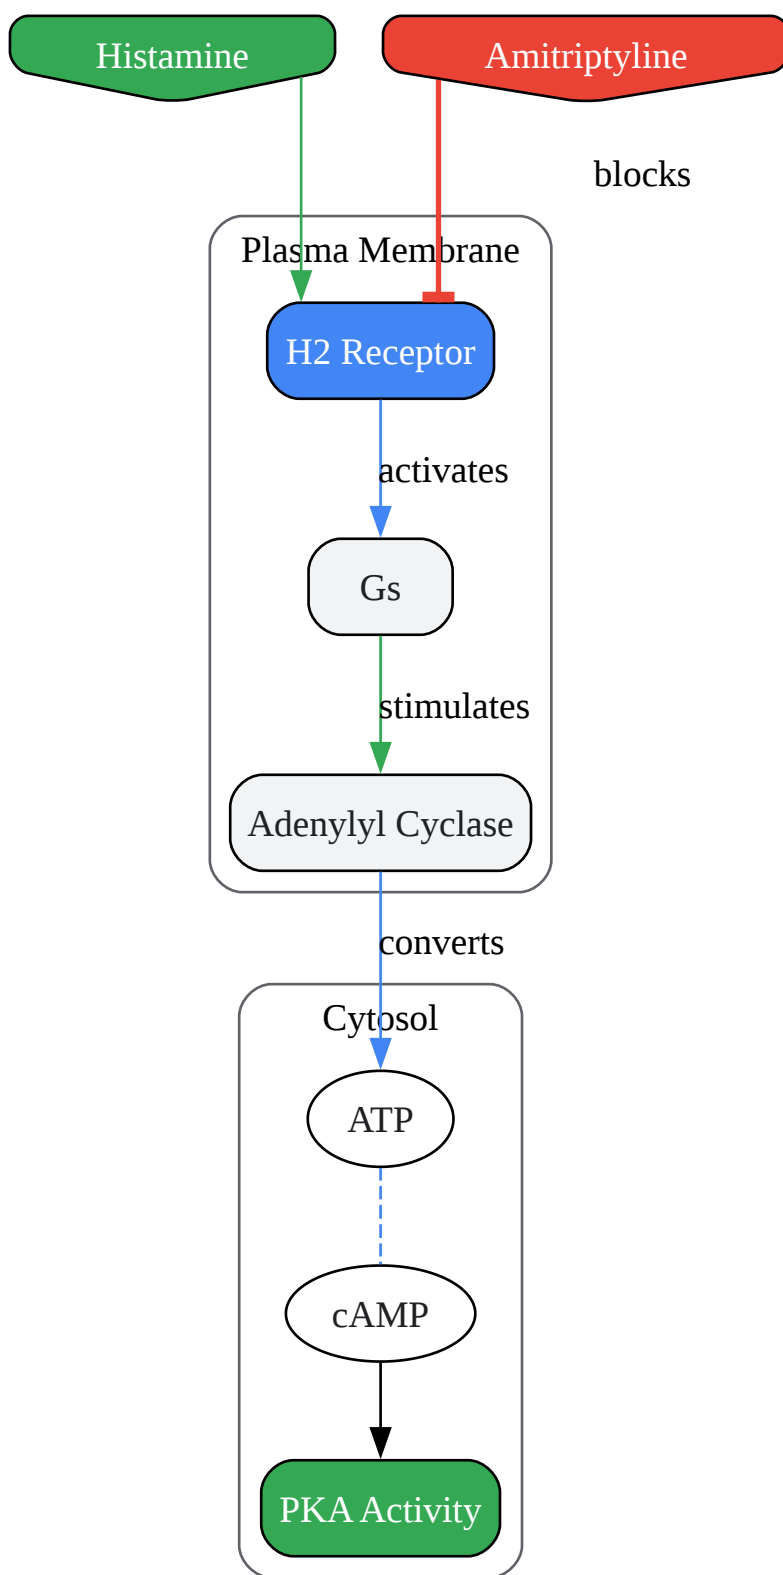 Histamine
Amitriptyline
blocks
Plasma Membrane
H2 Receptor
activates
Gs
stimulates
Adenylyl Cyclase
converts
Cytosol
ATP
cAMP
PKA Activity